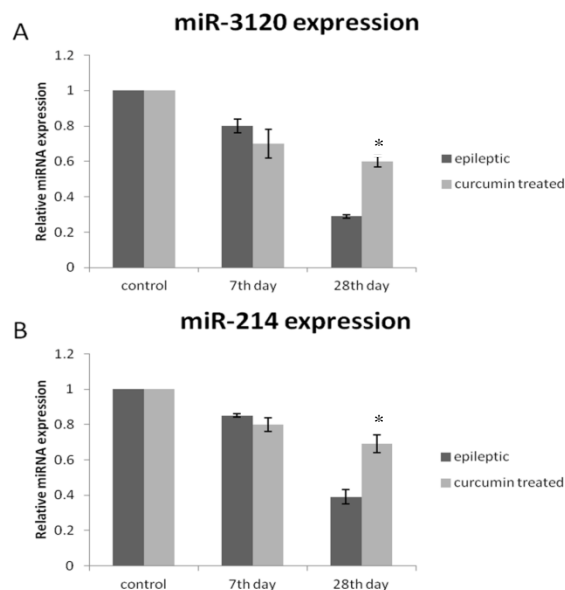 A
miR-3120 expression
1.2
1
0.8
0.6
0.4
0.2
0
Relative miRNA expression
*
control
7th day
28th day
epileptic
curcumin treated
B
miR-214 expression
1.2
1
0.8
0.6
0.4
0.2
0
Relative miRNA expression
*
control
7th day
28th day
epileptic
curcumin treated